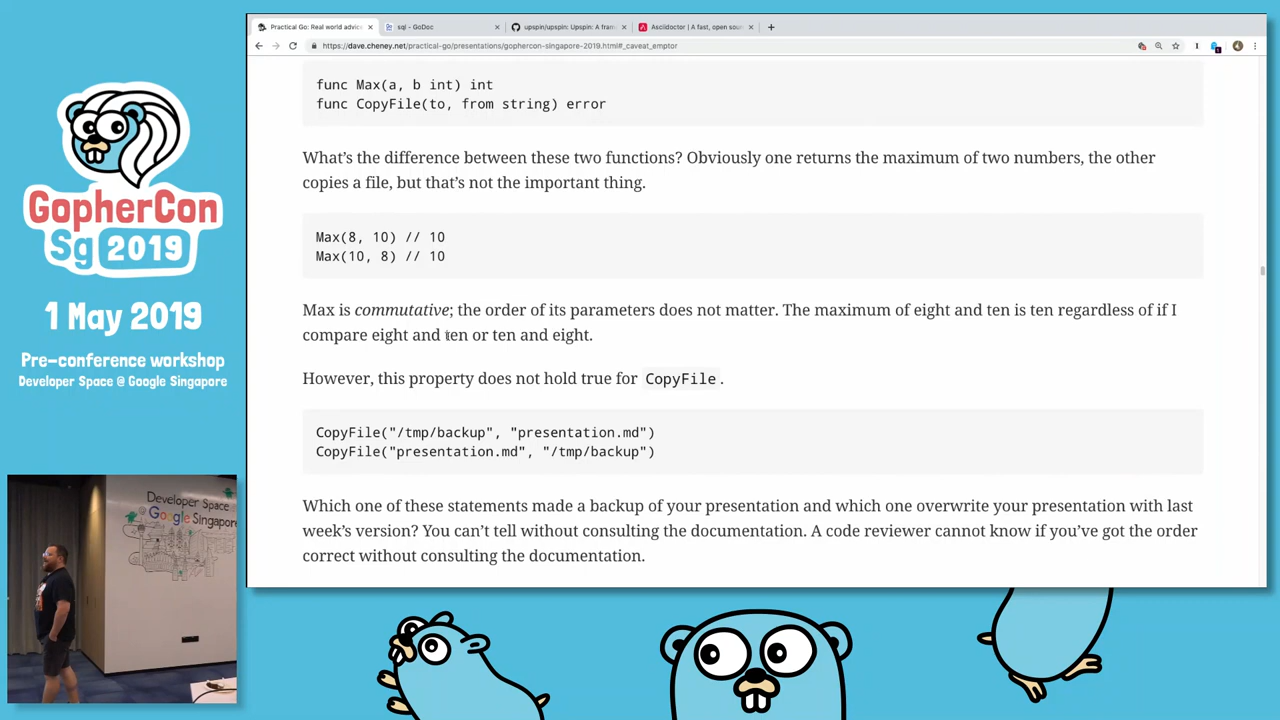 Practical Go: Real world advic
sql - GoDoc
upspin/upspin: Upspin: A fram
Asciidoctor | A fast, open sour
https://dave.cheney.net/practical-go/presentations/gophercon-singapore-2019.html#_caveat_emptor
func Max(a, b int) int
func CopyFile(to, from string) error
What's the difference between these two functions? Obviously one returns the maximum of two numbers, the other
copies a file, but that's not the important thing.
Max(8, 10) // 10
Max(10, 8) // 10
Max is commutative; the order of its parameters does not matter. The maximum of eight and ten is ten regardless of if I
compare eight and ten or ten and eight.
However, this property does not hold true for CopyFile.
CopyFile("/tmp/backup", "presentation.md")
CopyFile("presentation.md", "/tmp/backup")
Which one of these statements made a backup of your presentation and which one overwrite your presentation with last
week's version? You can't tell without consulting the documentation. A code reviewer cannot know if you've got the order
correct without consulting the documentation.
GopherCon
Sg 2019
1 May 2019
Pre-conference workshop
Developer Space @ Google Singapore
Developer Space
@ Google Singapore